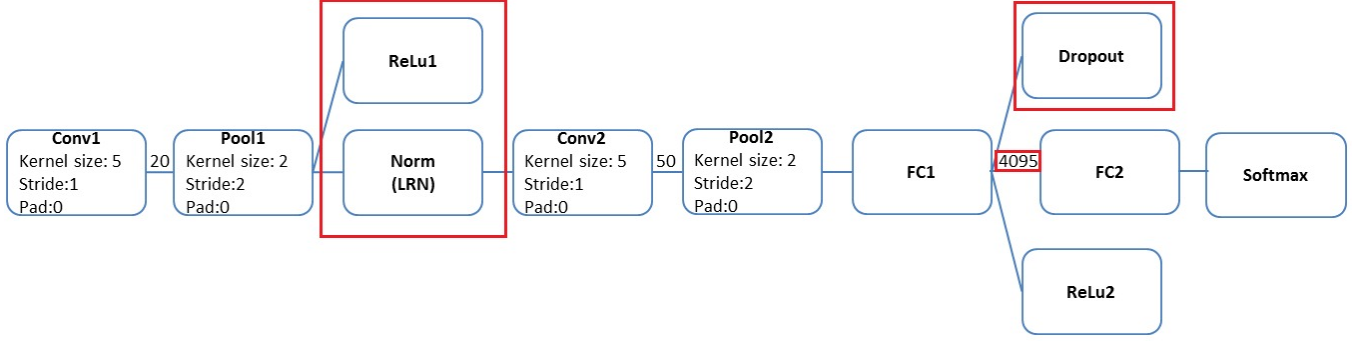 Conv1
Kernel size: 5
Stride:1
Pad:0
20
Pool1
Kernel size: 2
Stride:2
Pad:0
ReLu1
Norm
(LRN)
Conv2
Kernel size: 5
Stride:1
Pad:0
50
Pool2
Kernel size: 2
Stride:2
Pad:0
FC1
Dropout
4095
FC2
ReLu2
Softmax